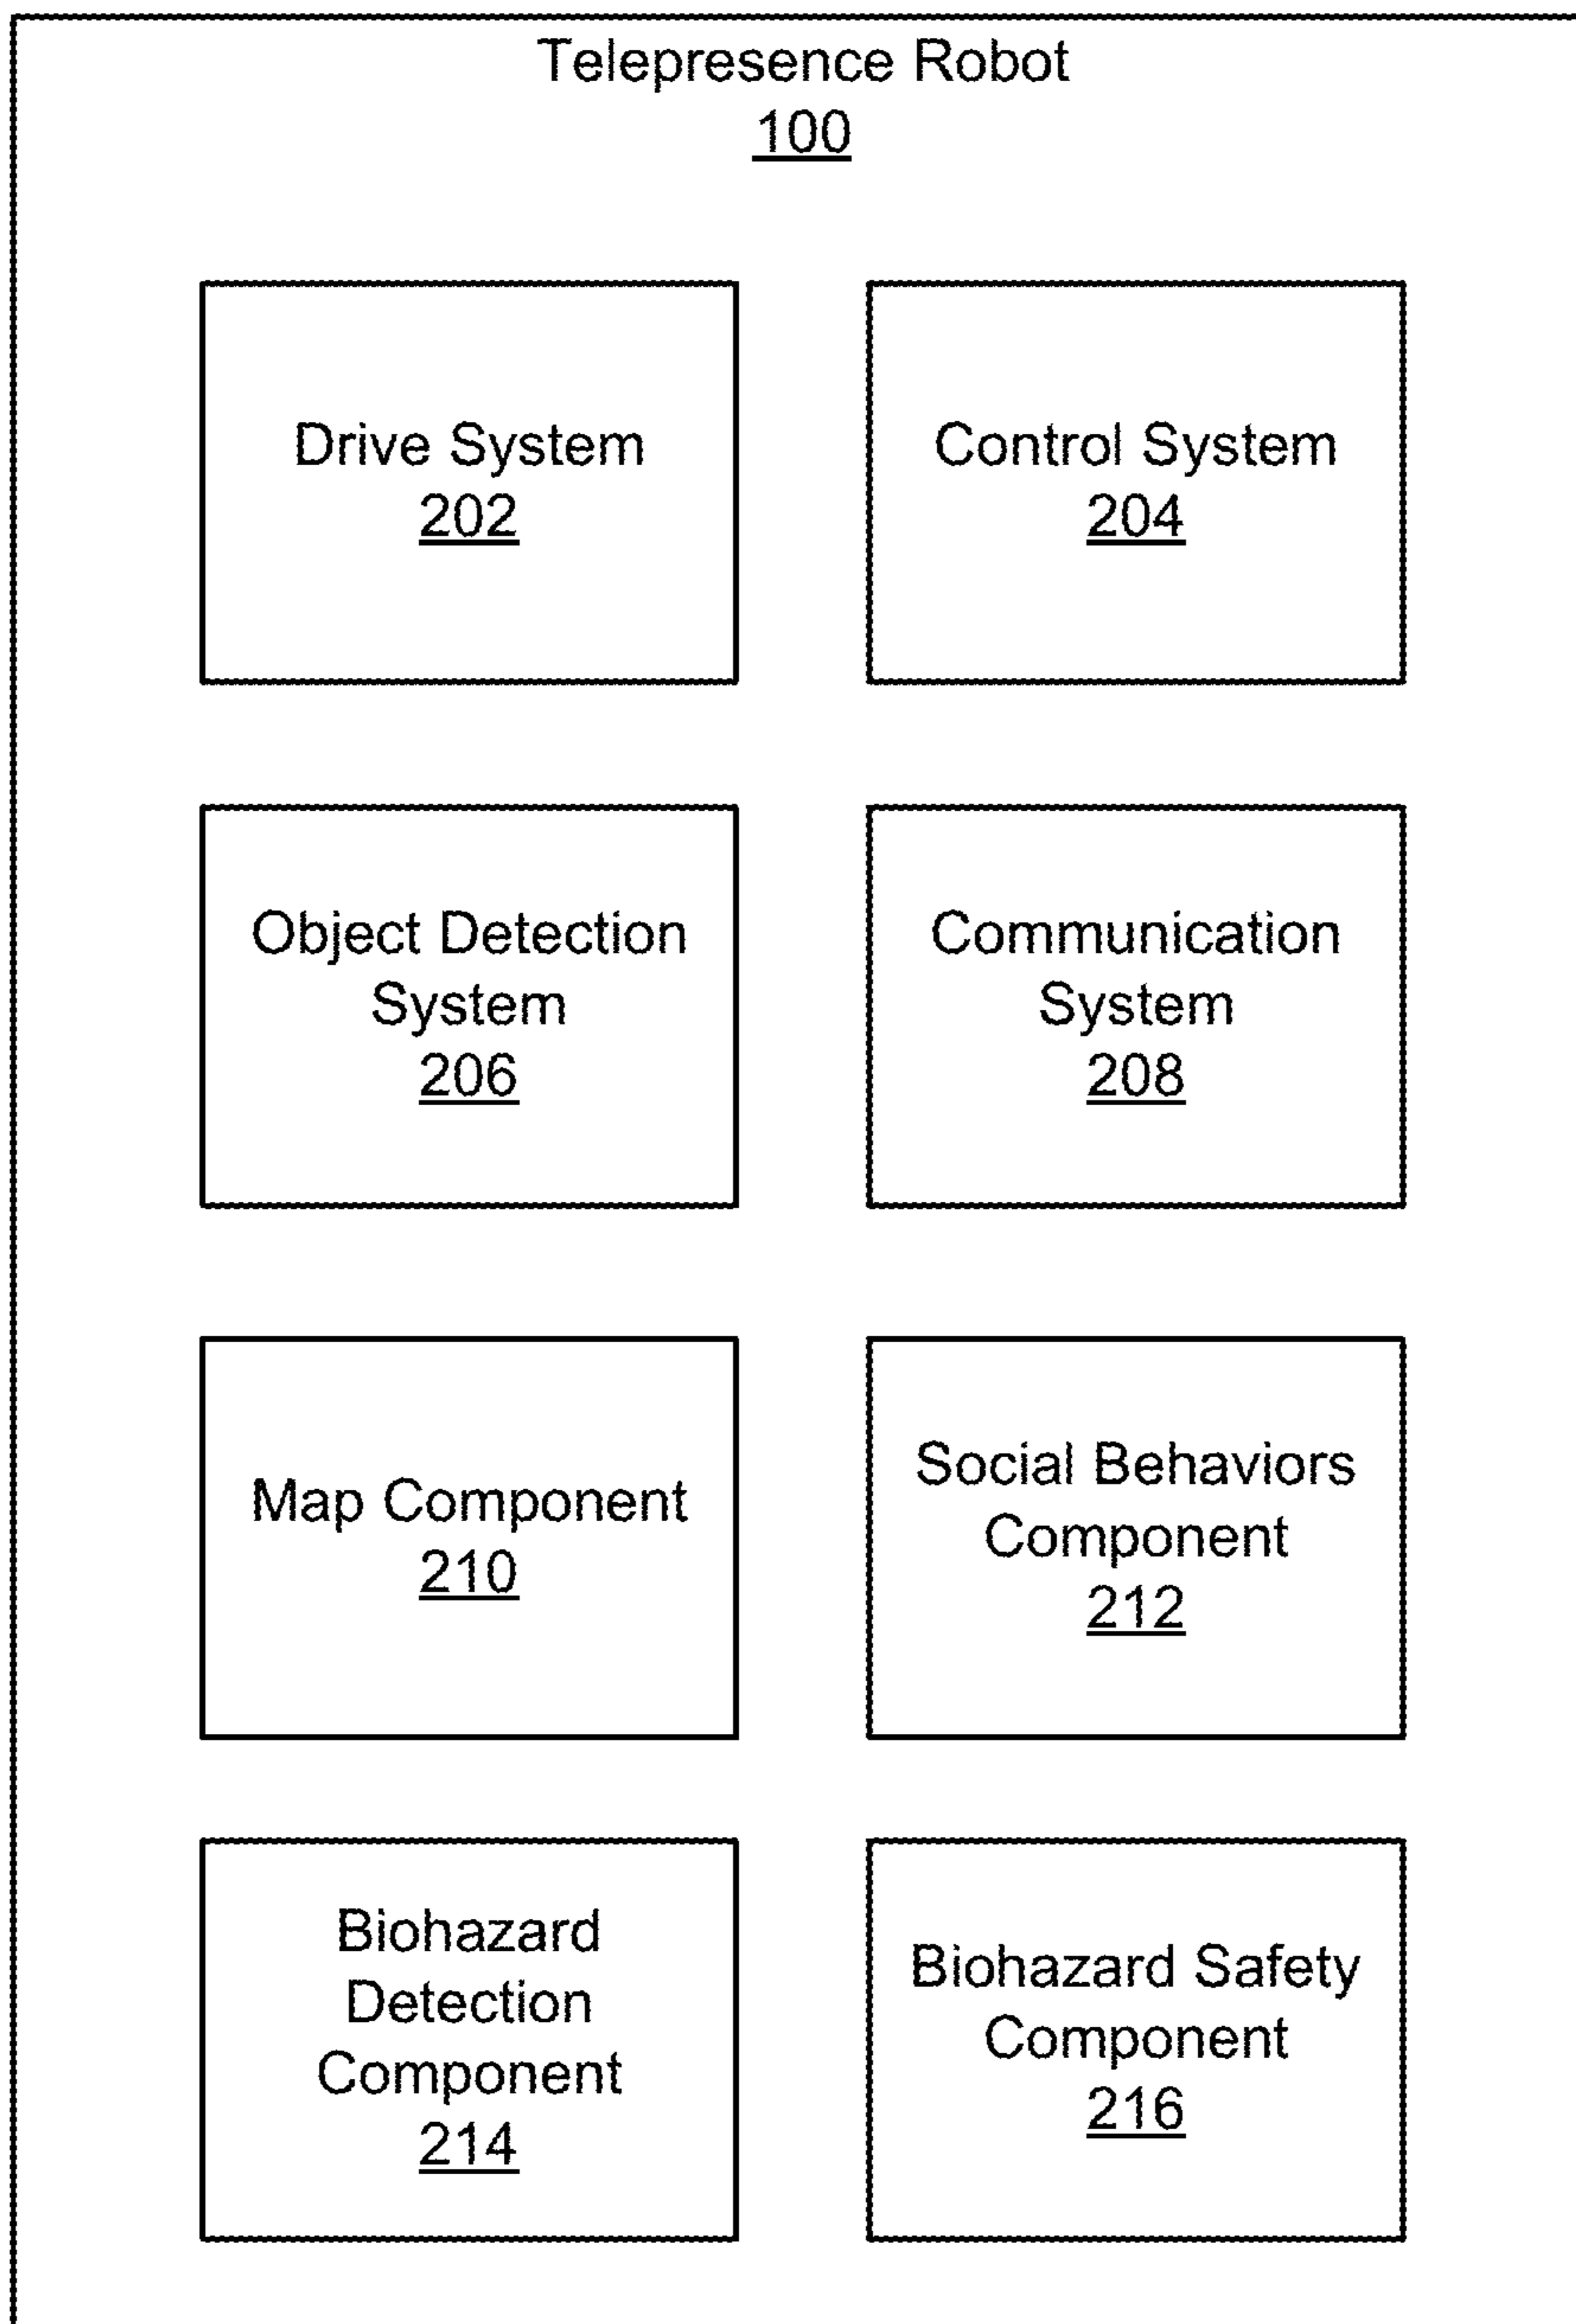 Telepresence Robot
100
Drive System
202
Control System
204
Object Detection
System
206
Communication
System
208
Map Component
210
Social Behaviors
Component
212
Biohazard
Detection
Component
214
Biohazard Safety
Component
216